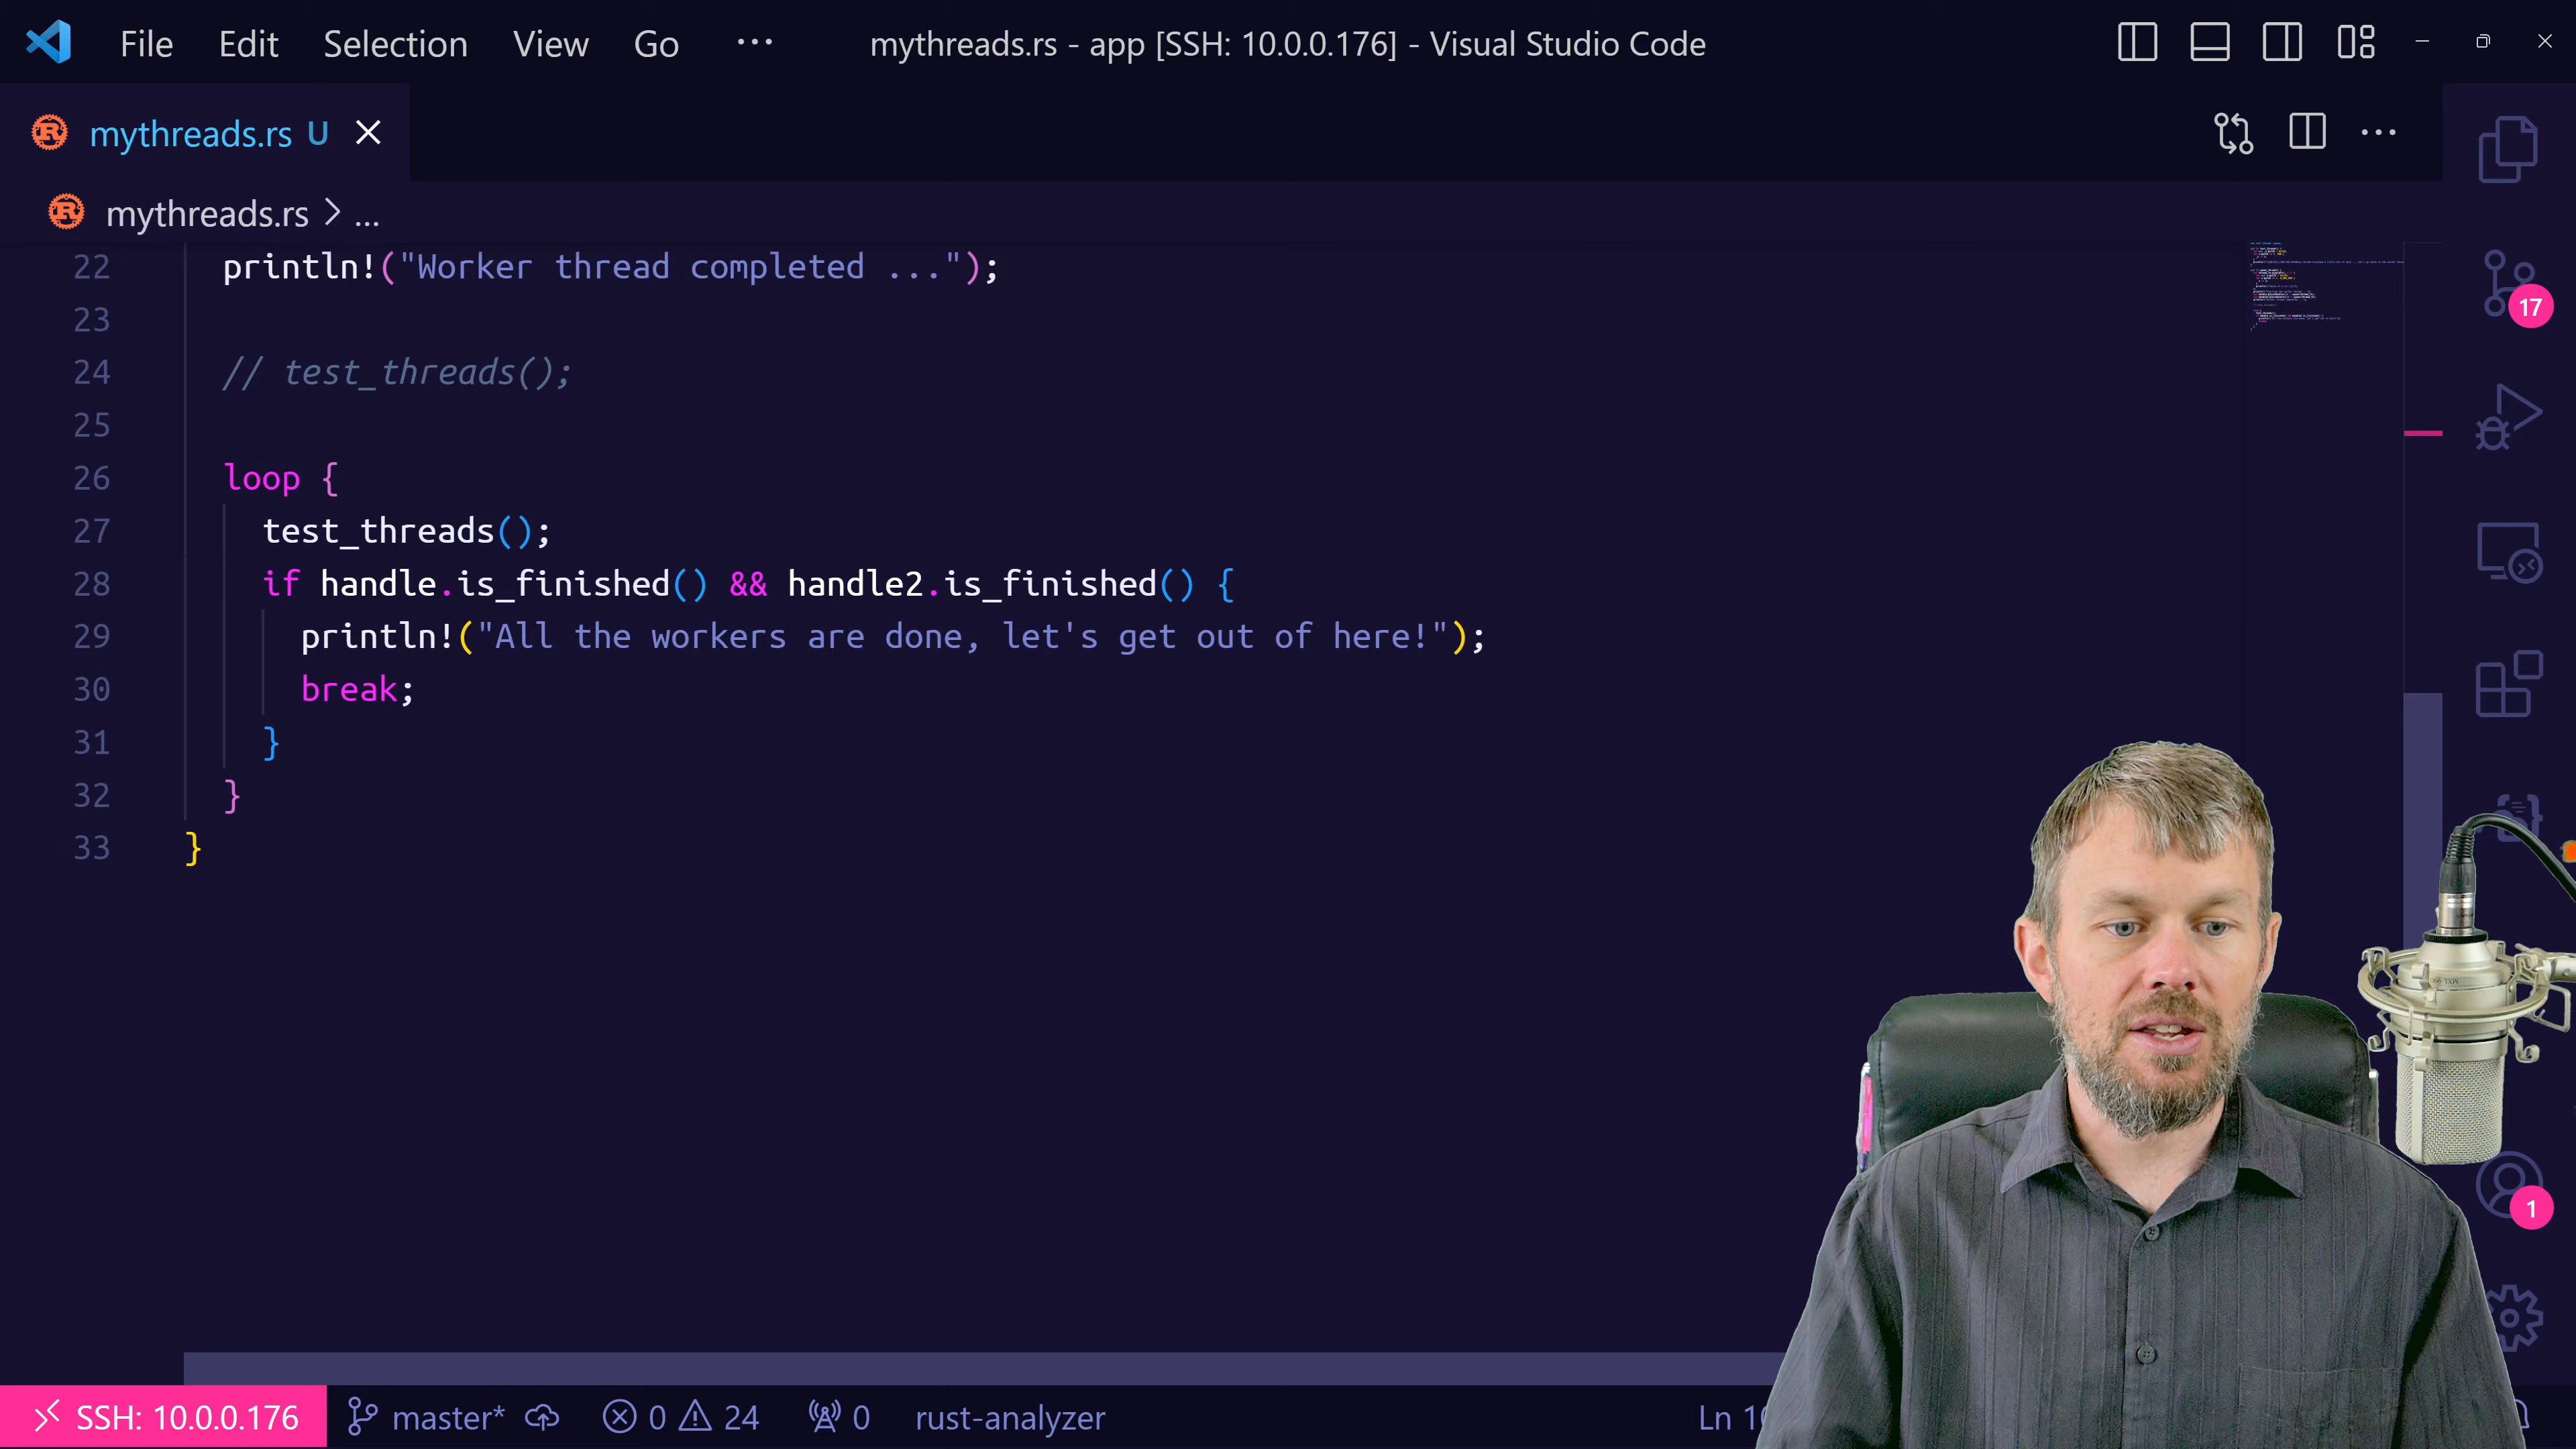 File Edit Selection View Go ... mythreads.rs - app [SSH: 10.0.0.176] - Visual Studio Code
mythreads.rs U
mythreads.rs > ...
22 println!("Worker thread completed ...");
23
24 // test_threads();
25
26 loop {
27 test_threads();
28 if handle.is_finished() && handle2.is_finished() {
29 println!("All the workers are done, let's get out of here!");
30 break;
31 }
32 }
33 }
17
1
SSH: 10.0.0.176 master* 0 24 0 rust-analyzer Ln